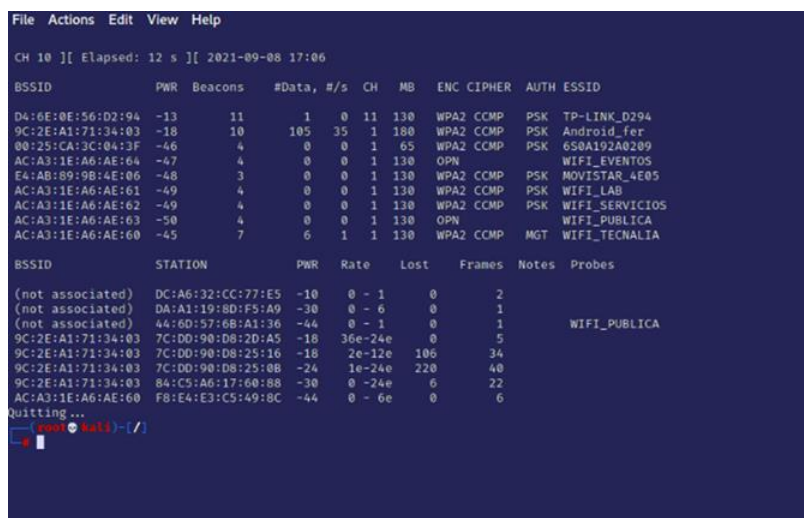 File Actions Edit View Help
CH 10 ][ Elapsed: 12 s ][ 2021-09-08 17:06
BSSID PWR Beacons #Data, #/s CH MB ENC CIPHER AUTH ESSID
D4:6E:0E:56:D2:94 -13 11 1 0 11 130 WPA2 CCMP PSK TP-LINK_D294
9C:2E:A1:71:34:03 -18 10 105 35 1 180 WPA2 CCMP PSK Android_fer
00:25:CA:3C:04:3F -46 4 0 0 1 65 WPA2 CCMP PSK 6S0A192A0209
AC:A3:1E:A6:AE:64 -47 4 0 0 1 130 OPN WIFI_EVENTOS
E4:AB:89:9B:4E:06 -48 3 0 0 1 130 WPA2 CCMP PSK MOVISTAR_4E05
AC:A3:1E:A6:AE:61 -49 4 0 0 1 130 WPA2 CCMP PSK WIFI_LAB
AC:A3:1E:A6:AE:62 -49 4 0 0 1 130 WPA2 CCMP PSK WIFI_SERVICIOS
AC:A3:1E:A6:AE:63 -50 4 0 0 1 130 OPN WIFI_PUBLICA
AC:A3:1E:A6:AE:60 -45 7 6 1 1 130 WPA2 CCMP MGT WIFI_TECNALIA
BSSID STATION PWR Rate Lost Frames Notes Probes
(not associated) DC:A6:32:CC:77:E5 -10 0 - 1 0 2
(not associated) DA:A1:19:8D:F5:A9 -30 0 - 6 0 1
(not associated) 44:6D:57:6B:A1:36 -44 0 - 1 0 1 WIFI_PUBLICA
9C:2E:A1:71:34:03 7C:DD:90:D8:2D:A5 -18 36e-24e 0 5
9C:2E:A1:71:34:03 7C:DD:90:D8:25:16 -18 2e-12e 106 34
9C:2E:A1:71:34:03 7C:DD:90:D8:25:0B -24 1e-24e 220 40
9C:2E:A1:71:34:03 84:C5:A6:17:60:88 -30 0 -24e 6 22
AC:A3:1E:A6:AE:60 F8:E4:E3:C5:49:8C -44 0 - 6e 0 6
Quitting ...
(root kali)-[/]
#